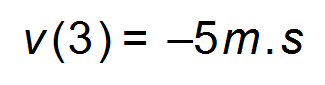 v(3) = –5m.s